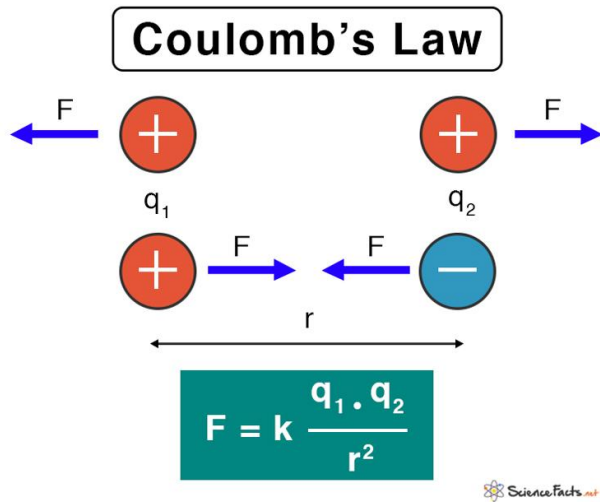 Coulomb's Law
F F
+ +
q₁ q₂
F F
+ −
r
F = k q₁ . q₂ / r²
ScienceFacts.net